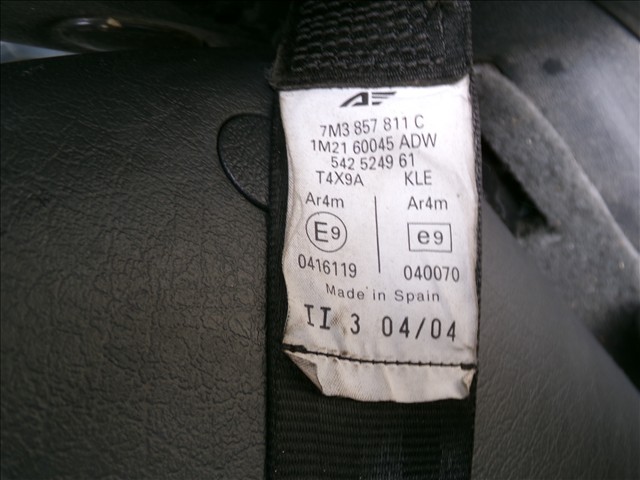 7M3 857 811 C
1M21 60045 ADW
542 5249 61
T4X9A KLE
Ar4m Ar4m
E9 e9
0416119 040070
Made in Spain
II 3 04/04